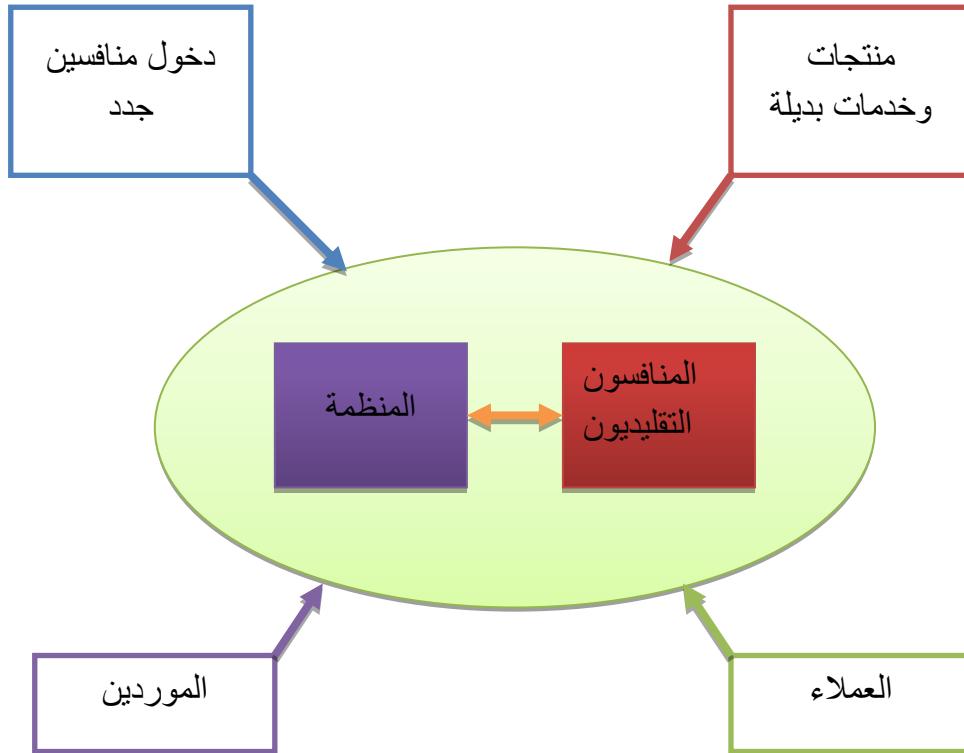 منتجات
وخدمات بديلة
دخول منافسين
جدد
المنافسون
التقليديون
المنظمة
العملاء
الموردين